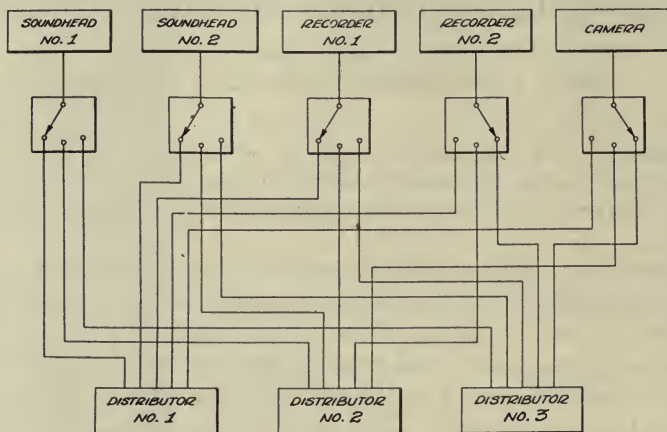 SOUNDHEAD
NO. 1
SOUNDHEAD
NO. 2
RECORDER
NO. 1
RECORDER
NO. 2
CAMERA
DISTRIBUTOR
NO. 1
DISTRIBUTOR
NO. 2
DISTRIBUTOR
NO. 3